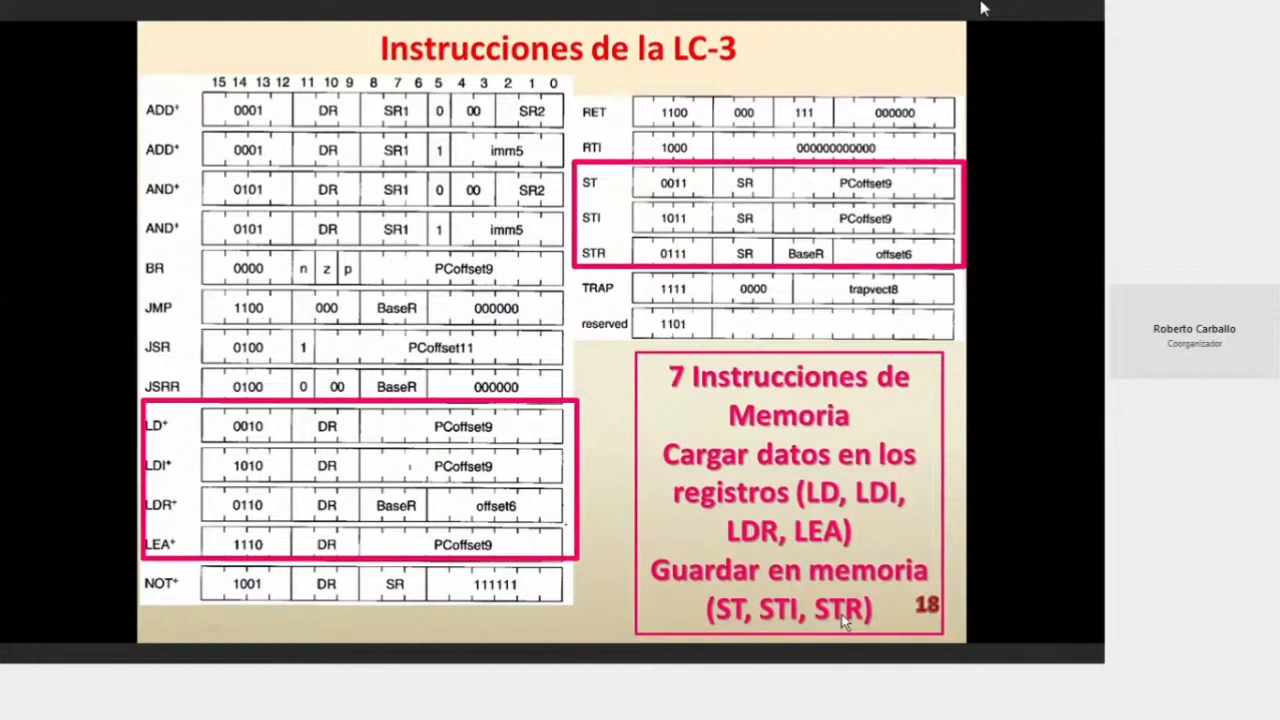 Instrucciones de la LC-3
15 14 13 12 11 10 9 8 7 6 5 4 3 2 1 0
ADD+ 0001 DR SR1 0 00 SR2
ADD+ 0001 DR SR1 1 imm5
AND+ 0101 DR SR1 0 00 SR2
AND+ 0101 DR SR1 1 imm5
BR 0000 n z p PCoffset9
JMP 1100 000 BaseR 000000
JSR 0100 1 PCoffset11
JSRR 0100 0 00 BaseR 000000
LD+ 0010 DR PCoffset9
LDI+ 1010 DR PCoffset9
LDR+ 0110 DR BaseR offset6
LEA+ 1110 DR PCoffset9
NOT+ 1001 DR SR 111111
RET 1100 000 111 000000
RTI 1000 000000000000
ST 0011 SR PCoffset9
STI 1011 SR PCoffset9
STR 0111 SR BaseR offset6
TRAP 1111 0000 trapvect8
reserved 1101
7 Instrucciones de
Memoria
Cargar datos en los
registros (LD, LDI,
LDR, LEA)
Guardar en memoria
(ST, STI, STR)
18
Roberto Carballo
Coorganizador